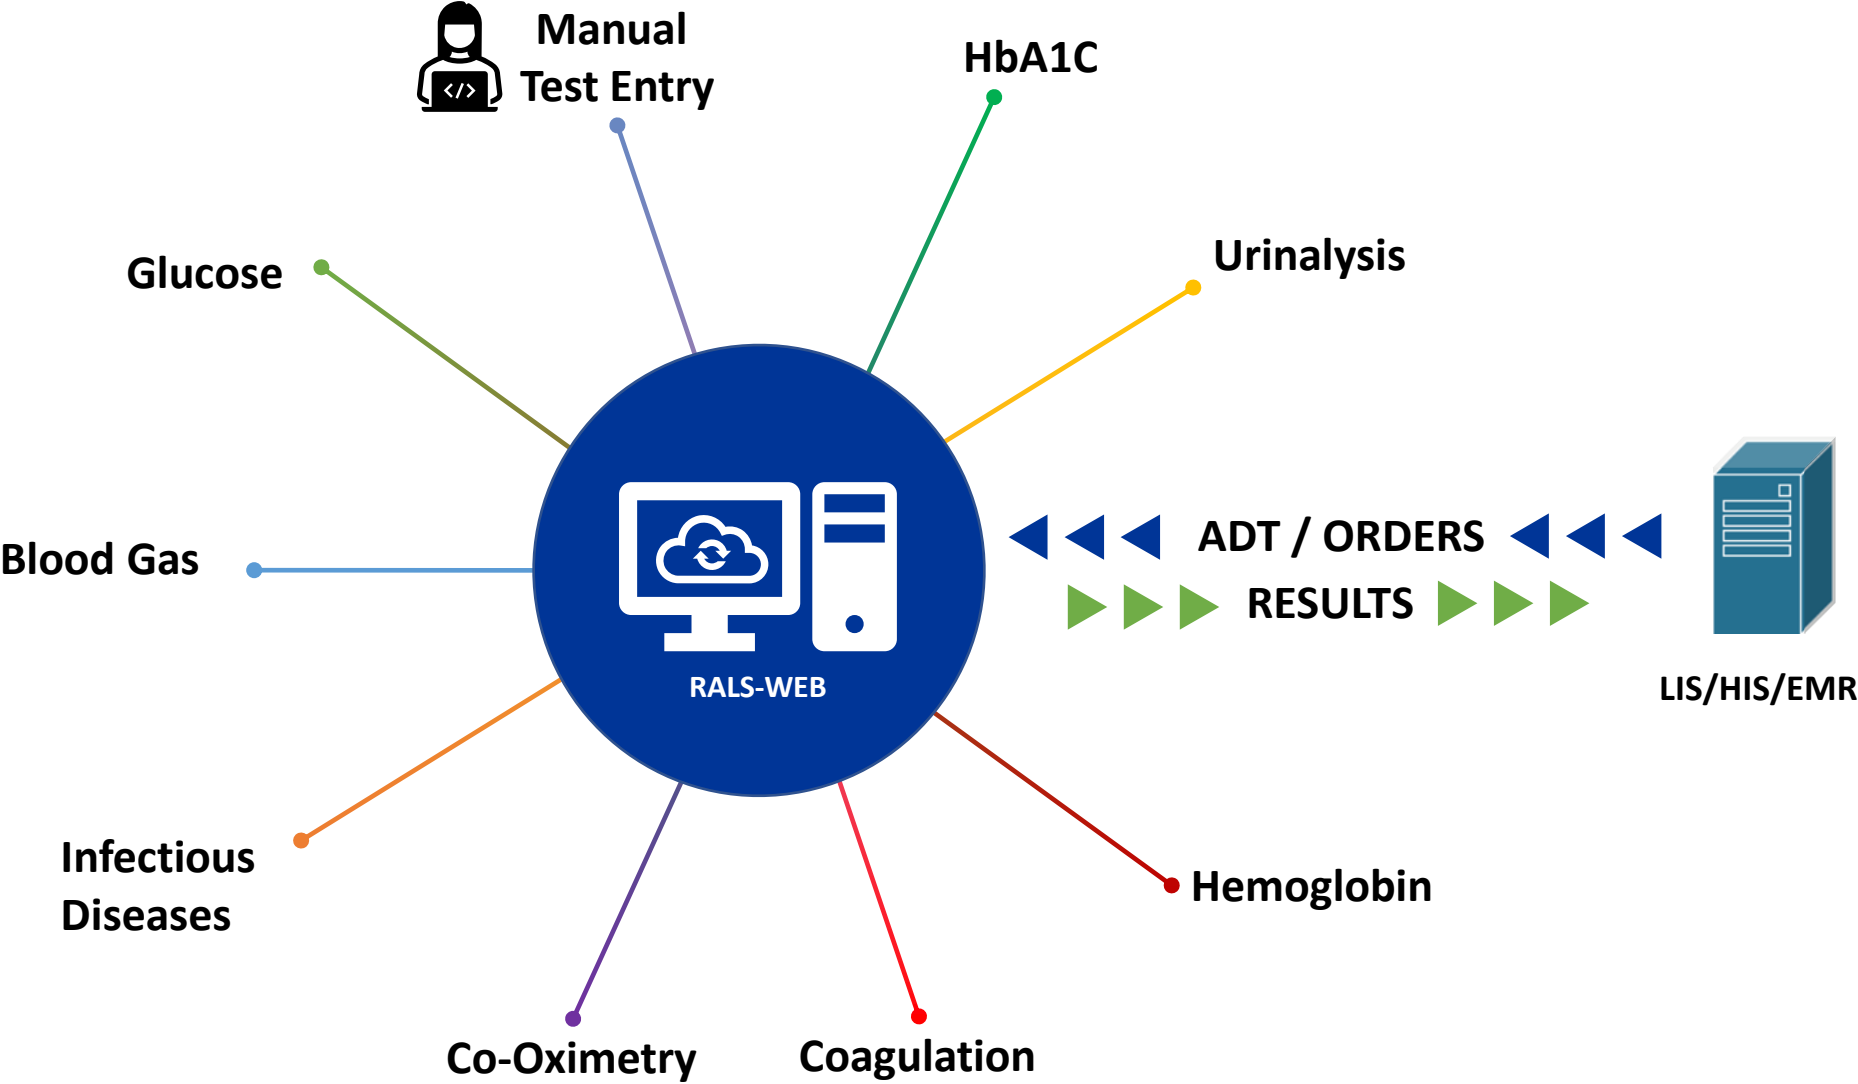 Manual
Test Entry
HbA1C
Urinalysis
Glucose
</>
Blood Gas
ADT / ORDERS
RESULTS
RALS-WEB
LIS/HIS/EMR
Infectious
Diseases
Hemoglobin
Co-Oximetry
Coagulation